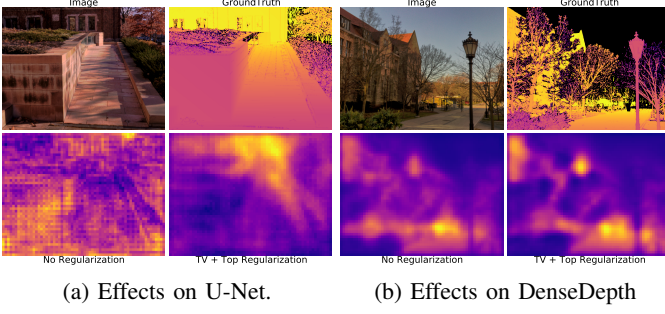 Image GroundTruth Image GroundTruth
No Regularization TV + Top Regularization No Regularization TV + Top Regularization
(a) Effects on U-Net. (b) Effects on DenseDepth